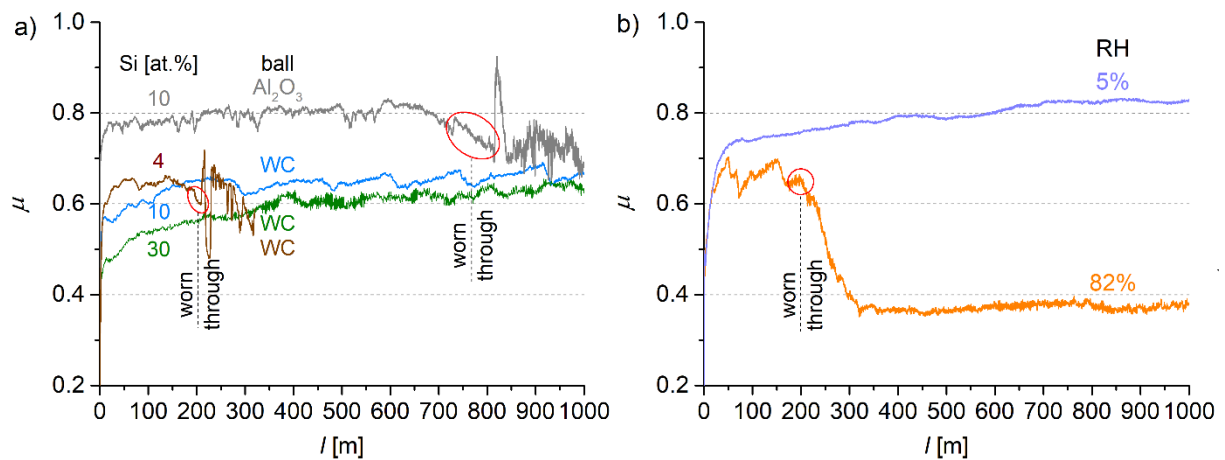 a)
Si [at.%] ball
10 Al₂O₃
4 WC
10 WC
30 WC
worn through
worn through
μ
1.0
0.8
0.6
0.4
0.2
0 100 200 300 400 500 600 700 800 900 1000
l [m]
b)
RH
5%
82%
worn through
1.0
0.8
0.6
0.4
0.2
μ
0 100 200 300 400 500 600 700 800 900 1000
l [m]